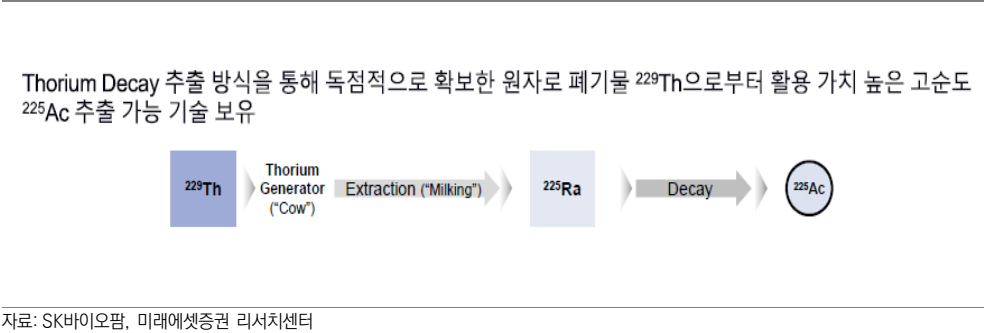 Thorium Decay 추출 방식을 통해 독점적으로 확보한 원자로 폐기물 ²²⁹Th으로부터 활용 가치 높은 고순도
²²⁵Ac 추출 가능 기술 보유
²²⁹Th
Thorium
Generator
("Cow")
Extraction ("Milking")
²²⁵Ra
Decay
²²⁵Ac
자료: SK바이오팜, 미래에셋증권 리서치센터